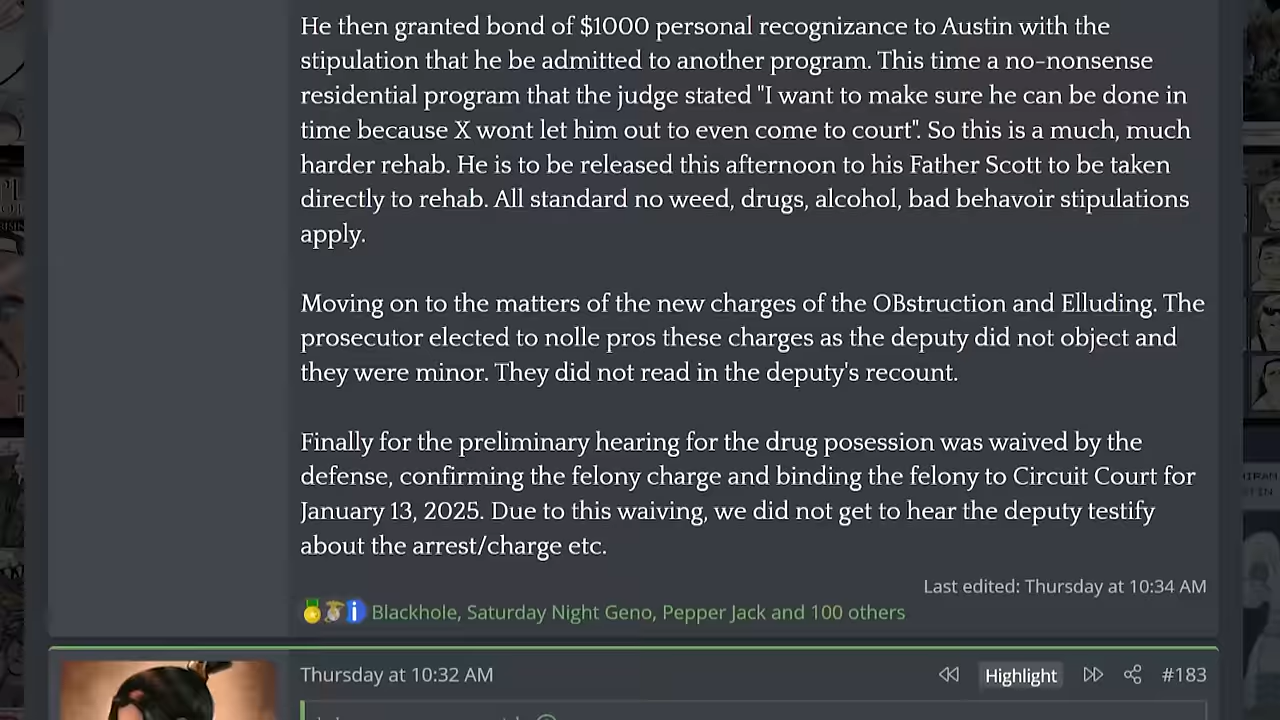 He then granted bond of $1000 personal recognizance to Austin with the
stipulation that he be admitted to another program. This time a no-nonsense
residential program that the judge stated "I want to make sure he can be done in
time because X wont let him out to even come to court". So this is a much, much
harder rehab. He is to be released this afternoon to his Father Scott to be taken
directly to rehab. All standard no weed, drugs, alcohol, bad behavoir stipulations
apply.
Moving on to the matters of the new charges of the OBstruction and Elluding. The
prosecutor elected to nolle pros these charges as the deputy did not object and
they were minor. They did not read in the deputy's recount.
Finally for the preliminary hearing for the drug posession was waived by the
defense, confirming the felony charge and binding the felony to Circuit Court for
January 13, 2025. Due to this waiving, we did not get to hear the deputy testify
about the arrest/charge etc.
Last edited: Thursday at 10:34 AM
Blackhole, Saturday Night Geno, Pepper Jack and 100 others
Thursday at 10:32 AM Highlight #183